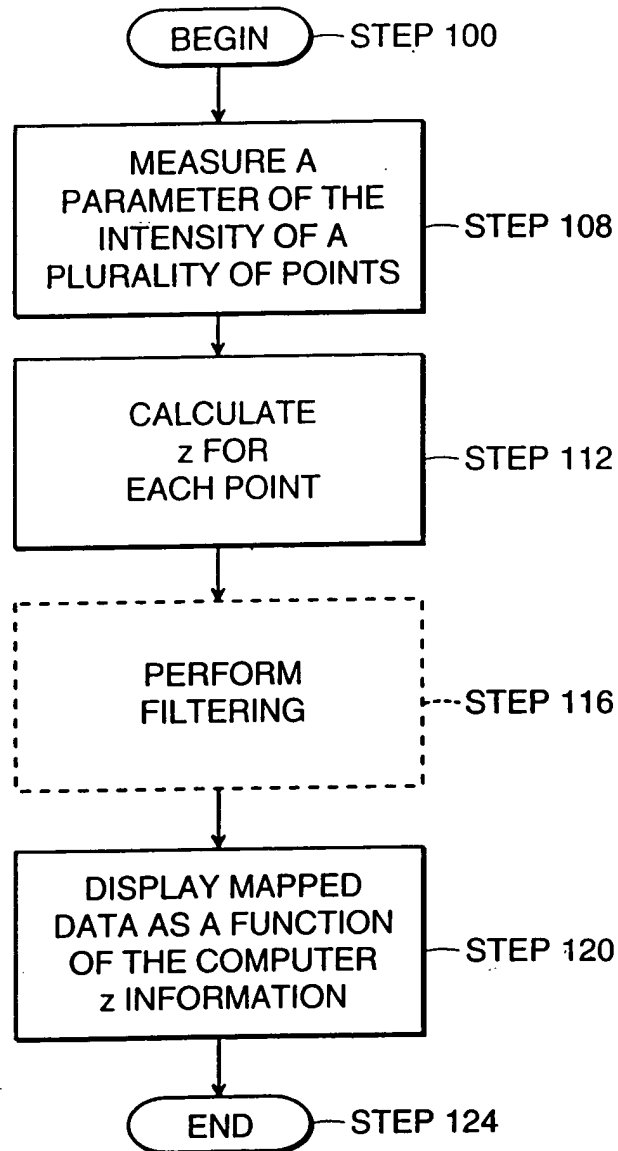 BEGIN STEP 100
MEASURE A
PARAMETER OF THE
INTENSITY OF A
PLURALITY OF POINTS
STEP 108
CALCULATE
z FOR
EACH POINT
STEP 112
PERFORM
FILTERING
STEP 116
DISPLAY MAPPED
DATA AS A FUNCTION
OF THE COMPUTER
z INFORMATION
STEP 120
END STEP 124